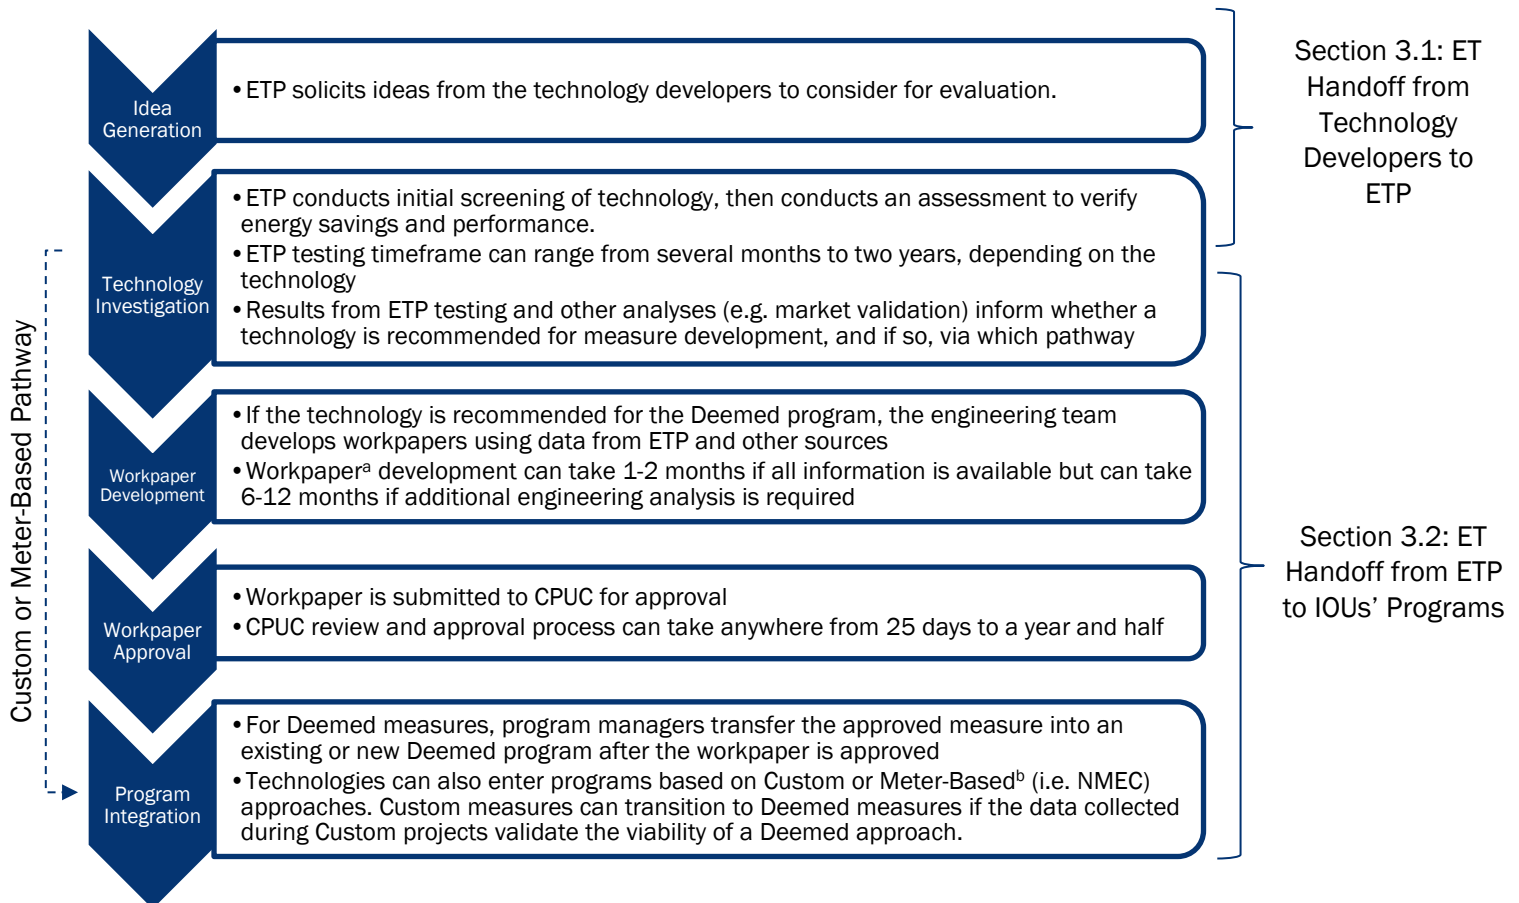 Custom or Meter-Based Pathway
Idea
Generation
•ETP solicits ideas from the technology developers to consider for evaluation.
Section 3.1: ET
Handoff from
Technology
Developers to
ETP
Technology
Investigation
•ETP conducts initial screening of technology, then conducts an assessment to verify
energy savings and performance.
•ETP testing timeframe can range from several months to two years, depending on the
technology
•Results from ETP testing and other analyses (e.g. market validation) inform whether a
technology is recommended for measure development, and if so, via which pathway
Workpaper
Development
•If the technology is recommended for the Deemed program, the engineering team
develops workpapers using data from ETP and other sources
•Workpaperᵃ development can take 1-2 months if all information is available but can take
6-12 months if additional engineering analysis is required
Section 3.2: ET
Handoff from ETP
to IOUs’ Programs
Workpaper
Approval
•Workpaper is submitted to CPUC for approval
•CPUC review and approval process can take anywhere from 25 days to a year and half
Program
Integration
•For Deemed measures, program managers transfer the approved measure into an
existing or new Deemed program after the workpaper is approved
•Technologies can also enter programs based on Custom or Meter-Basedᵇ (i.e. NMEC)
approaches. Custom measures can transition to Deemed measures if the data collected
during Custom projects validate the viability of a Deemed approach.